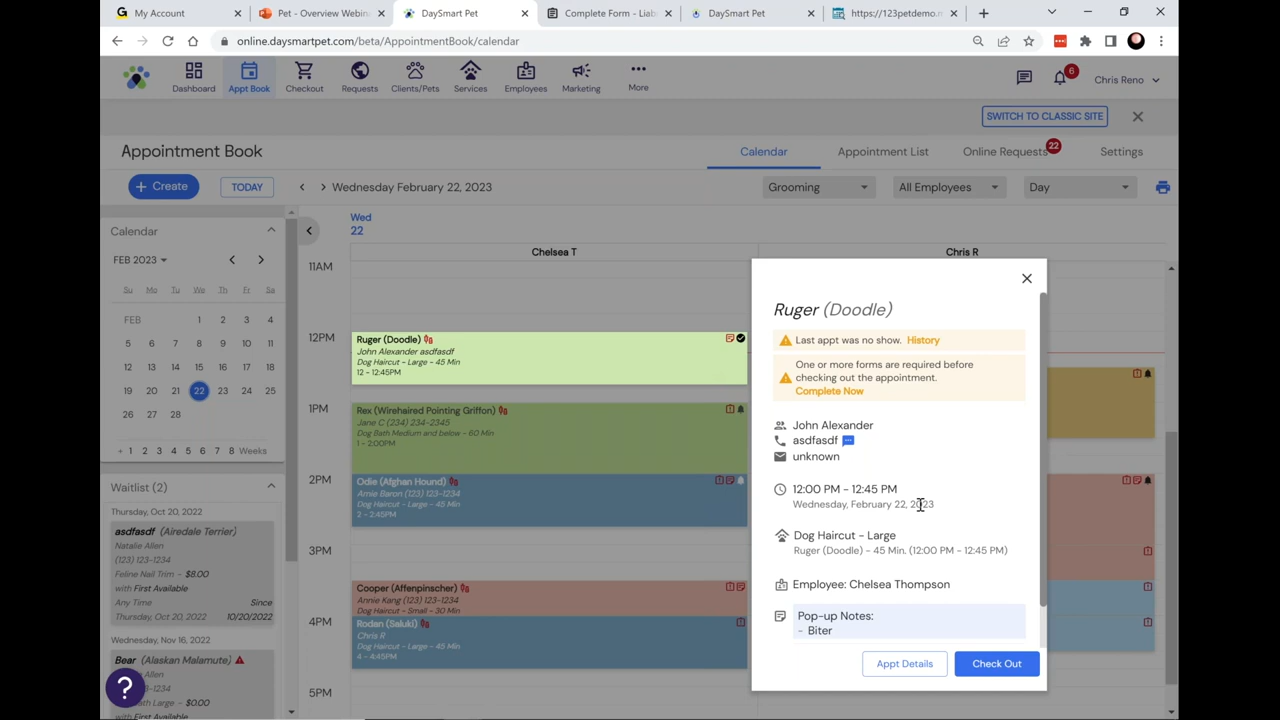 My Account
Pet - Overview Webin
DaySmart Pet
Complete Form - Liab
DaySmart Pet
https://123petdemo.m
online.daysmartpet.com/beta/AppointmentBook/calendar
Dashboard
Appt Book
Checkout
Requests
Clients/Pets
Services
Employees
Marketing
More
6
Chris Reno
SWITCH TO CLASSIC SITE
Appointment Book
Calendar
Appointment List
Online Requests
22
Settings
+ Create
TODAY
Wednesday February 22, 2023
Grooming
All Employees
Day
Calendar
FEB 2023
Su Mo Tu We Th Fr Sa
FEB 1 2 3 4
5 6 7 8 9 10 11
12 13 14 15 16 17 18
19 20 21 22 23 24 25
26 27 28
+ 1 2 3 4 5 6 7 8 Weeks
Waitlist (2)
Thursday, Oct 20, 2022
asdfasdf (Airedale Terrier)
Natalie Allen
(123) 123-1234
Feline Nail Trim - $8.00
with First Available
Any Time Since
Thursday, Oct 20, 2022 10/20/2022
Wednesday, Nov 16, 2022
Bear (Alaskan Malamute)
Allen
-1234
ath Large - $0.00
with First Available
?
Wed
22
Chelsea T
Chris R
11AM
12PM
Ruger (Doodle)
John Alexander asdfasdf
Dog Haircut - Large - 45 Min
12 - 12:45PM
1PM
Rex (Wirehaired Pointing Griffon)
Jane C (234) 234-2345
Dog Bath Medium and below - 60 Min
1 - 2:00PM
2PM
Odie (Afghan Hound)
Arnie Baron (123) 123-1234
Dog Haircut - Large - 45 Min
2 - 2:45PM
3PM
Cooper (Affenpinscher)
Annie Kang (123) 123-1234
Dog Haircut - Small - 30 Min
4PM
Rodan (Saluki)
Chris R
Dog Haircut - Large - 45 Min
4 - 4:45PM
5PM
Ruger (Doodle)
Last appt was no show. History
One or more forms are required before
checking out the appointment.
Complete Now
John Alexander
asdfasdf
unknown
12:00 PM - 12:45 PM
Wednesday, February 22, 2023
Dog Haircut - Large
Ruger (Doodle) - 45 Min. (12:00 PM - 12:45 PM)
Employee: Chelsea Thompson
Pop-up Notes:
- Biter
Appt Details
Check Out